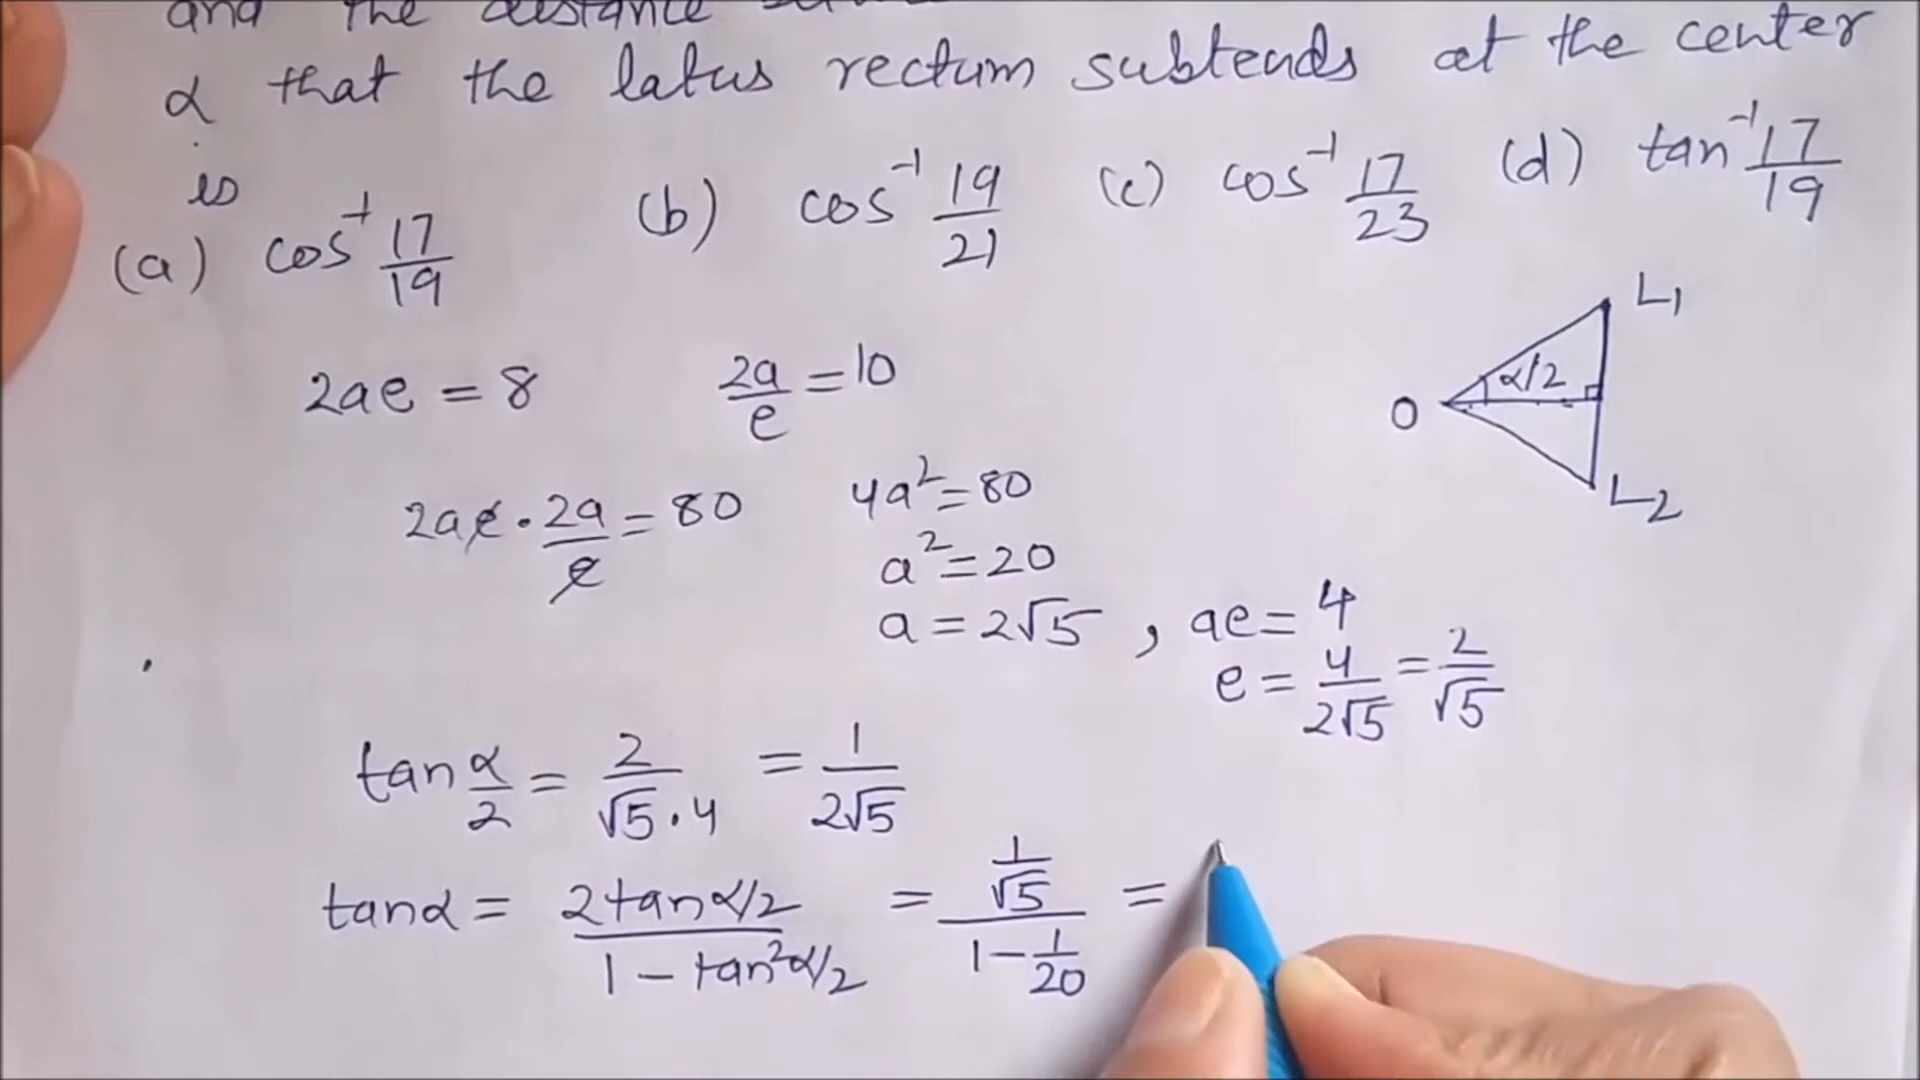 and the distance
α that the latus rectum subtends at the center
is
(a) cos⁻¹ 17/19 (b) cos⁻¹ 19/21 (c) cos⁻¹ 17/23 (d) tan⁻¹ 17/19
2ae = 8 2a/e = 10
L1
α/2
O
L2
2ae · 2a/e = 80 4a² = 80
a² = 20
a = 2√5 , ae = 4
e = 4/2√5 = 2/√5
tan α/2 = 2/√5·4 = 1/2√5
tanα = 2tanα/2 / 1 − tan²α/2 = 1/√5 / 1 − 1/20 =